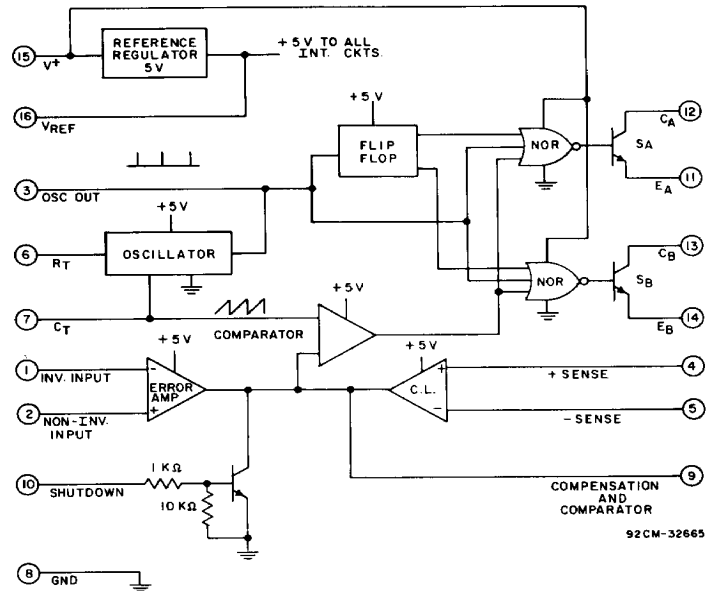 15
V+
REFERENCE
REGULATOR
5V
+5V TO ALL
INT. CKTS.
16
VREF
+5V
FLIP
FLOP
NOR
CA
12
SA
EA
11
3
OSC OUT
+5V
6
RT
OSCILLATOR
NOR
CB
13
SB
EB
14
7
CT
COMPARATOR
+5V
1
INV. INPUT
-
+5V
ERROR
AMP
2
NON-INV.
INPUT
+
+5V
C.L.
+
-
+ SENSE
4
- SENSE
5
10
SHUTDOWN
1 KΩ
10 KΩ
9
COMPENSATION
AND
COMPARATOR
92CM-32665
8
GND